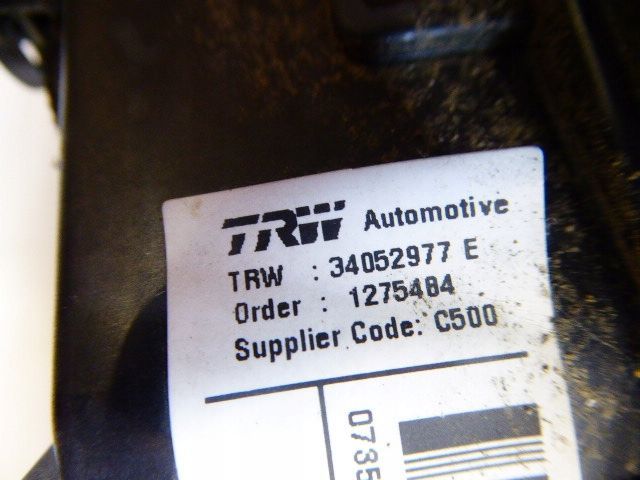 TRW Automotive
TRW : 34052977 E
Order : 1275484
Supplier Code: C500
0735